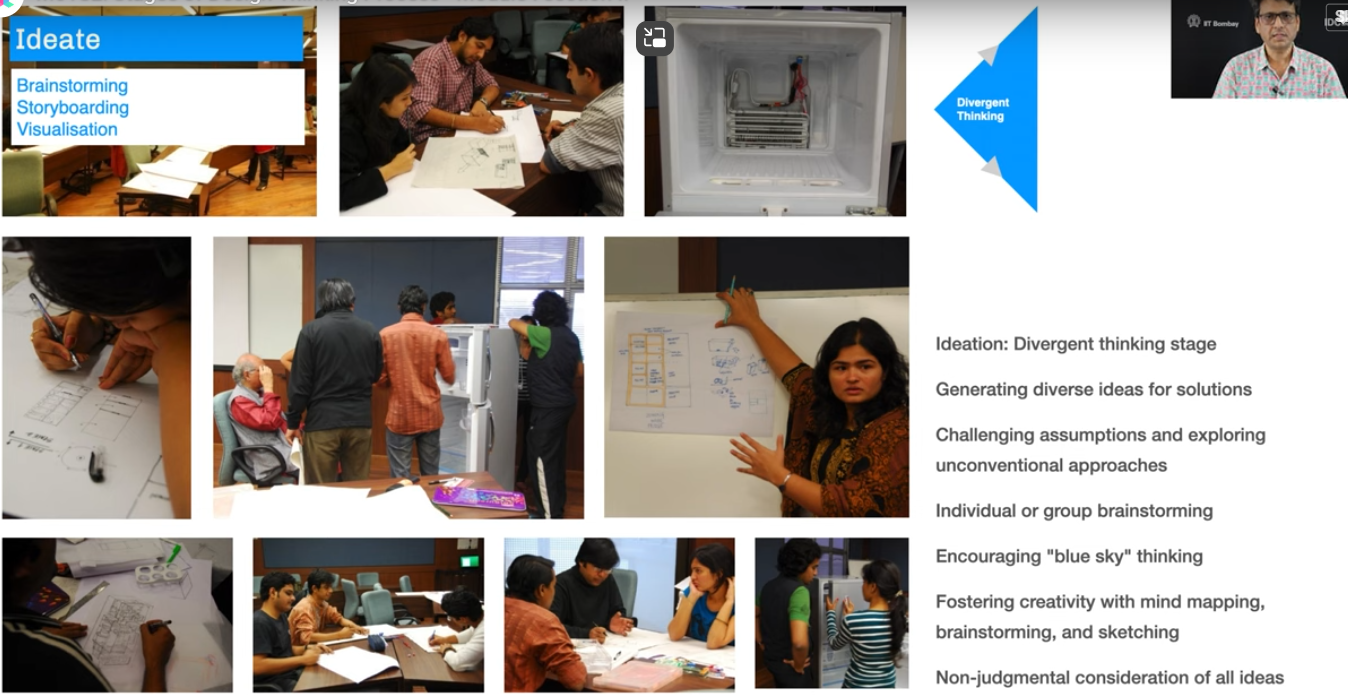 Ideate
Brainstorming
Storyboarding
Visualisation
Divergent
Thinking
IIT Bombay
Ideation: Divergent thinking stage
Generating diverse ideas for solutions
Challenging assumptions and exploring
unconventional approaches
Individual or group brainstorming
Encouraging "blue sky" thinking
Fostering creativity with mind mapping,
brainstorming, and sketching
Non-judgmental consideration of all ideas